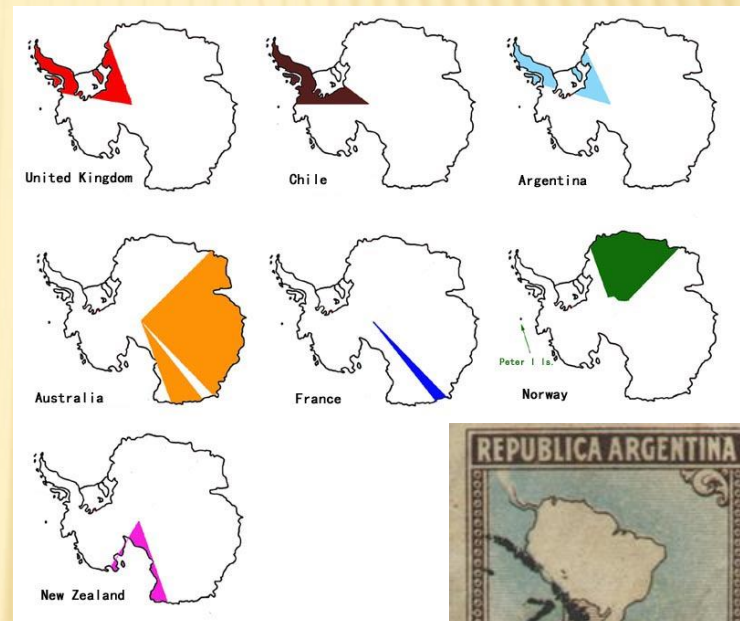 United Kingdom
Chile
Argentina
Australia
France
Peter I Is.
Norway
New Zealand
REPUBLICA ARGENTINA